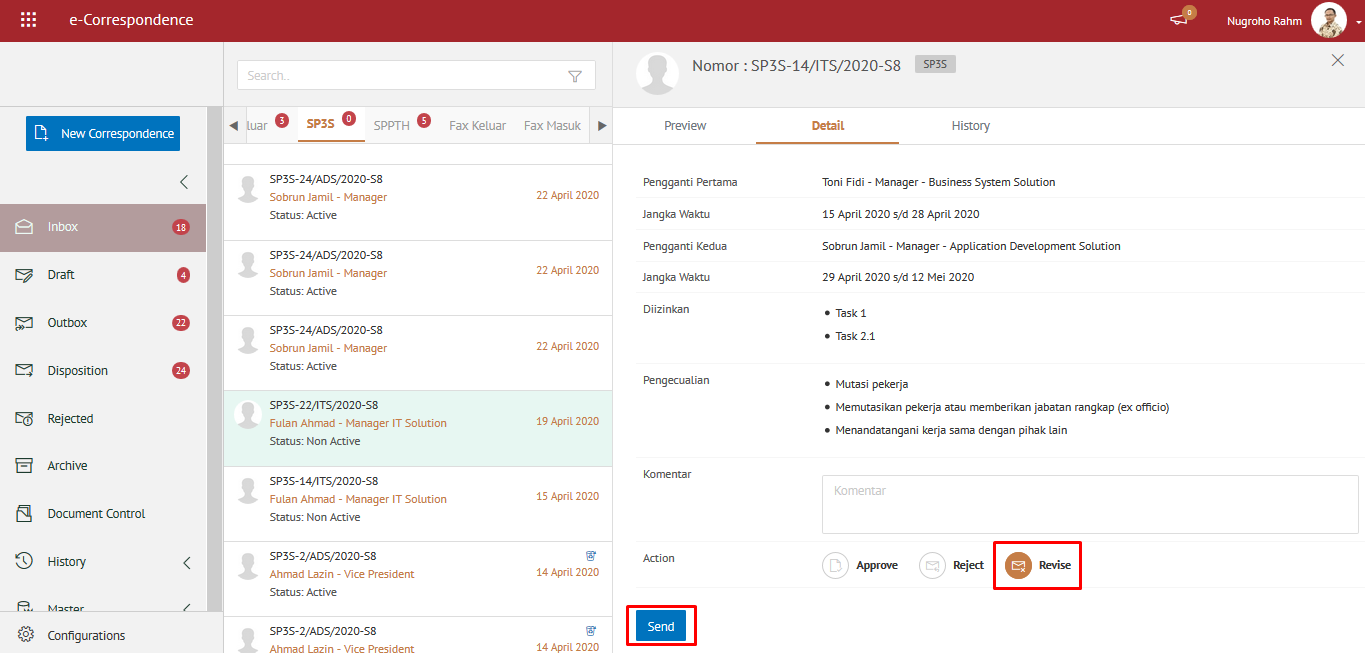 e-Correspondence
0
Nugroho Rahm
New Correspondence
Inbox 18
Draft 4
Outbox 22
Disposition 24
Rejected
Archive
Document Control
History
Master
Configurations
Search..
luar 3 SP3S 0 SPPTH 5 Fax Keluar Fax Masuk
SP3S-24/ADS/2020-S8
Sobrun Jamil - Manager 22 April 2020
Status: Active
SP3S-24/ADS/2020-S8
Sobrun Jamil - Manager 22 April 2020
Status: Active
SP3S-24/ADS/2020-S8
Sobrun Jamil - Manager 22 April 2020
Status: Active
SP3S-22/ITS/2020-S8
Fulan Ahmad - Manager IT Solution 19 April 2020
Status: Non Active
SP3S-14/ITS/2020-S8
Fulan Ahmad - Manager IT Solution 15 April 2020
Status: Non Active
SP3S-2/ADS/2020-S8
Ahmad Lazin - Vice President 14 April 2020
Status: Active
SP3S-2/ADS/2020-S8
Ahmad Lazin - Vice President 14 April 2020
Nomor : SP3S-14/ITS/2020-S8 SP3S
Preview Detail History
Pengganti Pertama Toni Fidi - Manager - Business System Solution
Jangka Waktu 15 April 2020 s/d 28 April 2020
Pengganti Kedua Sobrun Jamil - Manager - Application Development Solution
Jangka Waktu 29 April 2020 s/d 12 Mei 2020
Diizinkan • Task 1
• Task 2.1
Pengecualian • Mutasi pekerja
• Memutasikan pekerja atau memberikan jabatan rangkap (ex officio)
• Menandatangani kerja sama dengan pihak lain
Komentar
Komentar
Action Approve Reject Revise
Send